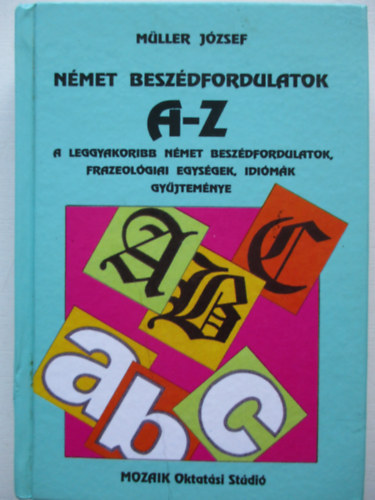 MÜLLER JÓZSEF
NÉMET BESZÉDFORDULATOK
A-Z
A LEGGYAKORIBB NÉMET BESZÉDFORDULATOK,
FRAZEOLÓGIAI EGYSÉGEK, IDIÓMÁK
GYŰJTEMÉNYE
A B C
a b c
MOZAIK Oktatási Stúdió